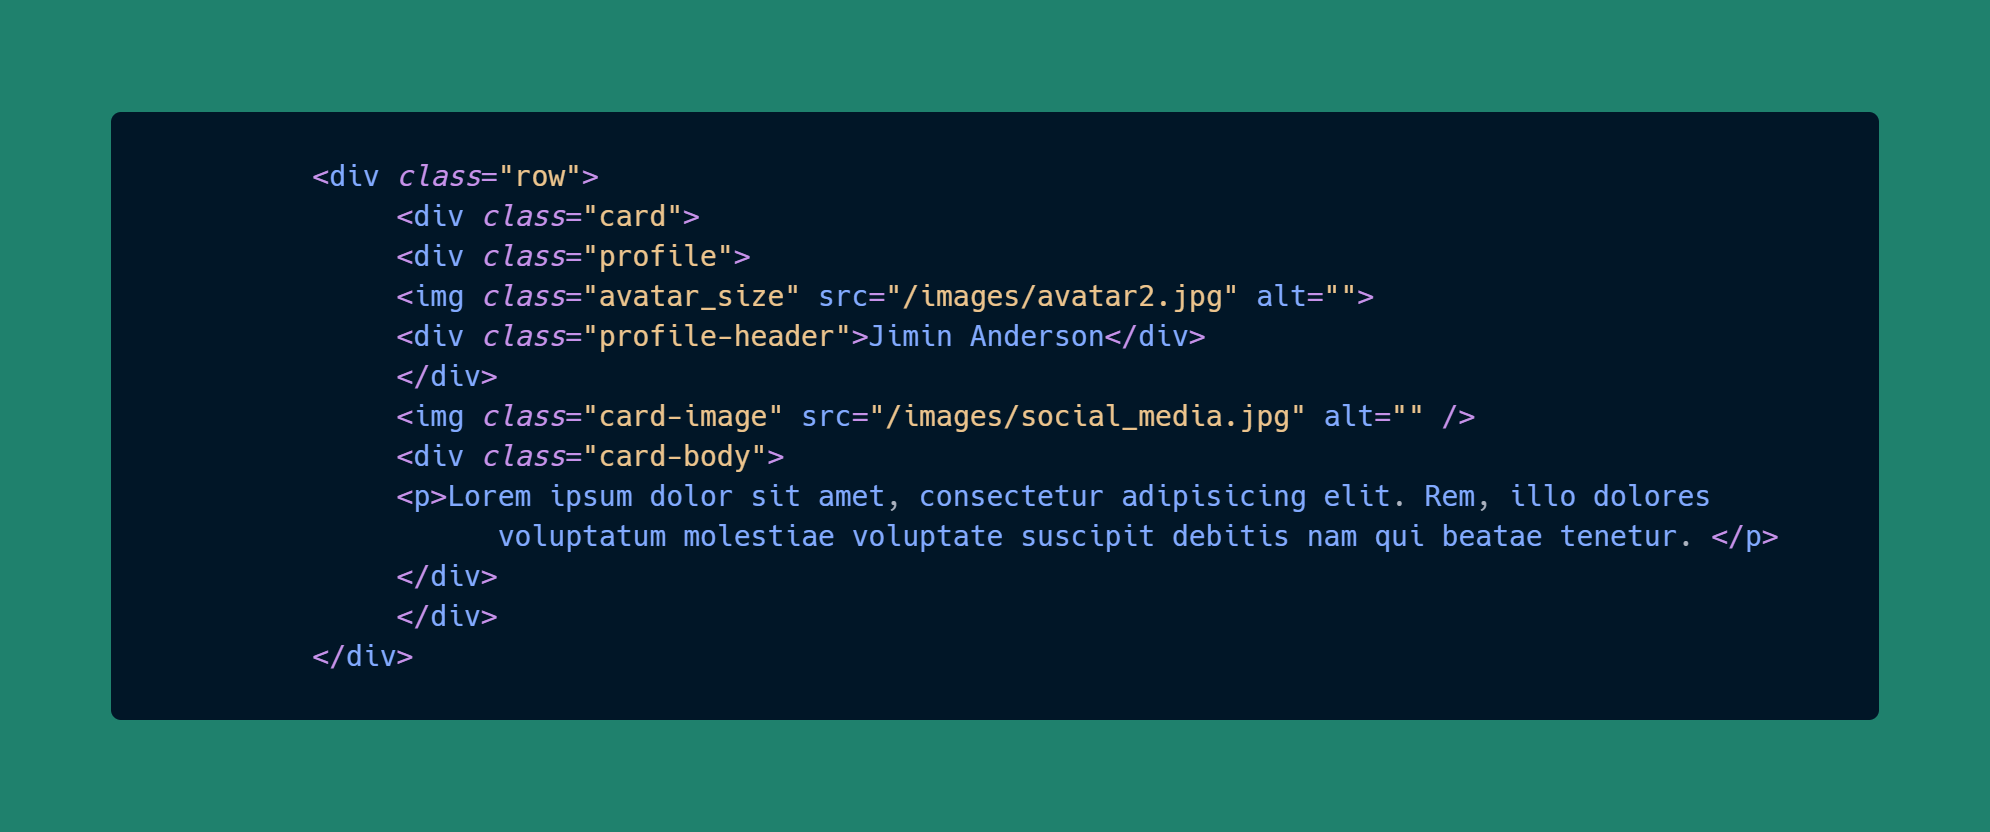 <div class="row">
<div class="card">
<div class="profile">
<img class="avatar_size" src="/images/avatar2.jpg" alt="">
<div class="profile-header">Jimin Anderson</div>
</div>
<img class="card-image" src="/images/social_media.jpg" alt="" />
<div class="card-body">
<p>Lorem ipsum dolor sit amet, consectetur adipisicing elit. Rem, illo dolores
voluptatum molestiae voluptate suscipit debitis nam qui beatae tenetur. </p>
</div>
</div>
</div>